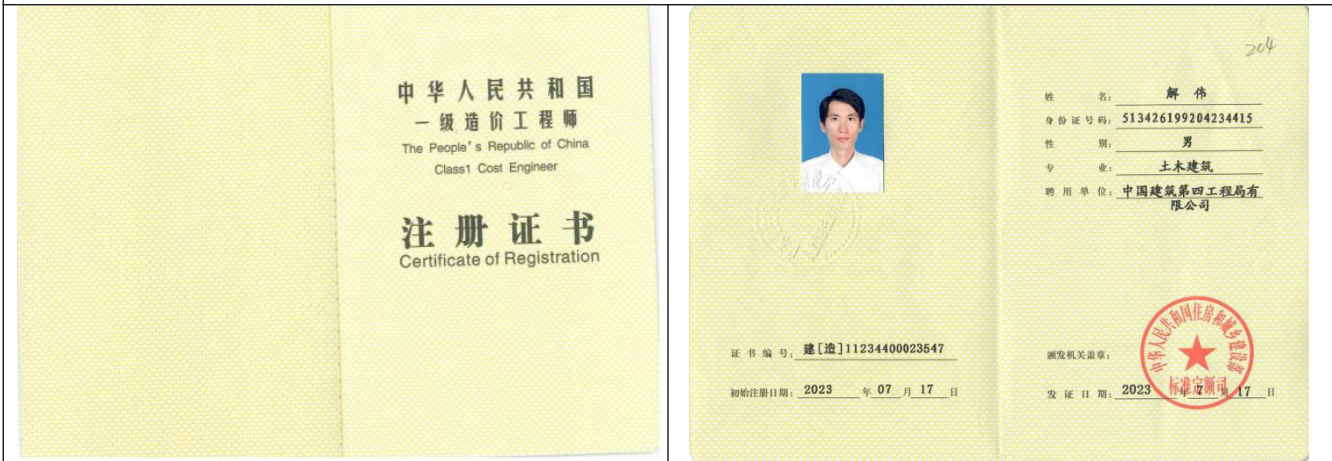 中华人民共和国
一级造价工程师
The People's Republic of China
Class1 Cost Engineer
注册证书
Certificate of Registration
204
姓 名: 解 伟
身份证号码: 513426199204234415
性 别: 男
专 业: 土木建筑
聘用单位: 中国建筑第四工程局有
限公司
证书编号: 建[造]11234400023547
初始注册日期: 2023 年 07 月 17 日
颁发机关盖章:
中华人民共和国住房和城乡建设部
标准定额司
发证日期: 2023 年 7 月 17 日